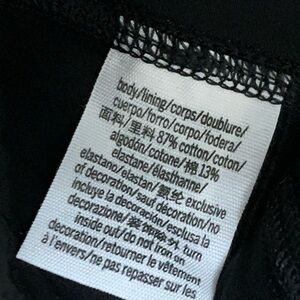 body/lining/corps/doublure/
cuerpo/forro/corpo/fodera/
面料/里料 87% cotton/coton/
algodón/cotone/棉 13%
elastane/élasthanne/
elastano/elastan/氨纶 exclusive
of decoration/sauf décoration/no
incluye la decoración/esclusa la
decorazione/装饰除外 turn
inside out/do not iron on
decoration/retourner le vêtement
à l'envers/ne pas repasser sur les